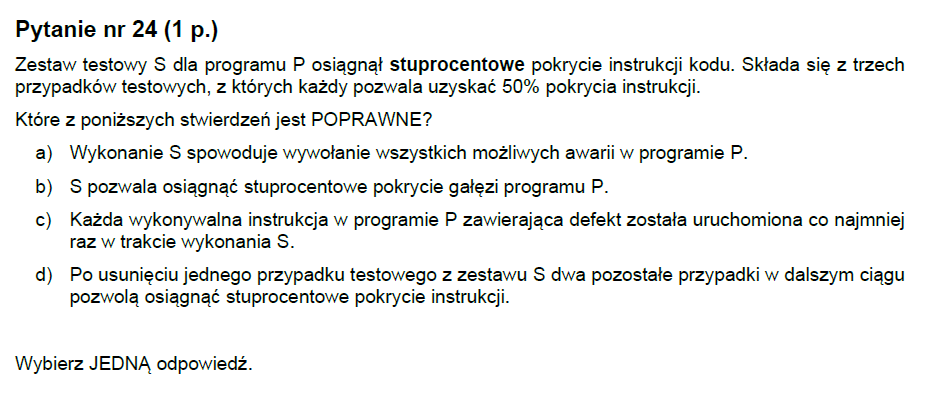 Pytanie nr 24 (1 p.)
Zestaw testowy S dla programu P osiągnął stuprocentowe pokrycie instrukcji kodu. Składa się z trzech
przypadków testowych, z których każdy pozwala uzyskać 50% pokrycia instrukcji.
Które z poniższych stwierdzeń jest POPRAWNE?
a) Wykonanie S spowoduje wywołanie wszystkich możliwych awarii w programie P.
b) S pozwala osiągnąć stuprocentowe pokrycie gałęzi programu P.
c) Każda wykonywalna instrukcja w programie P zawierająca defekt została uruchomiona co najmniej
raz w trakcie wykonania S.
d) Po usunięciu jednego przypadku testowego z zestawu S dwa pozostałe przypadki w dalszym ciągu
pozwolą osiągnąć stuprocentowe pokrycie instrukcji.
Wybierz JEDNĄ odpowiedź.